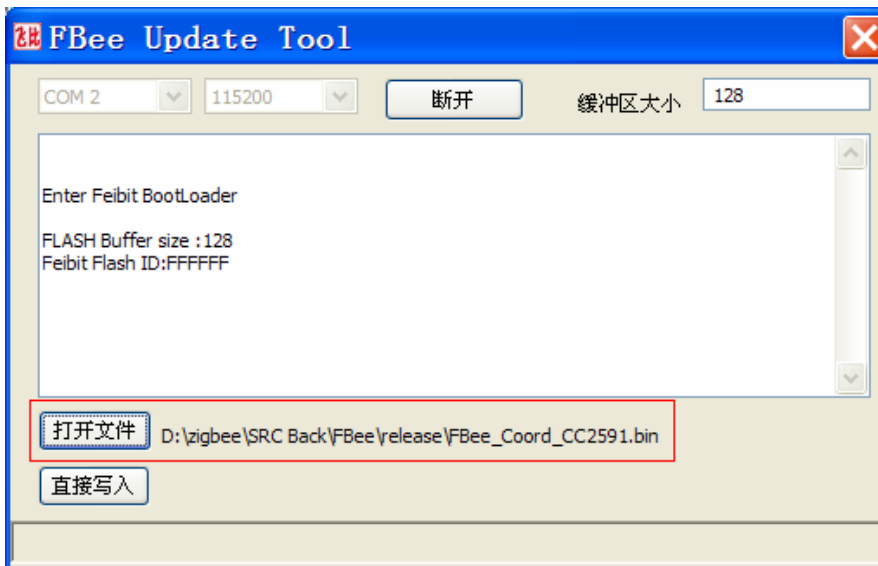 飞比 FBee Update Tool
COM 2 115200 断开 缓冲区大小 128
Enter Feibit BootLoader
FLASH Buffer size :128
Feibit Flash ID:FFFFFF
打开文件 D:\zigbee\SRC Back\FBee\release\FBee_Coord_CC2591.bin
直接写入